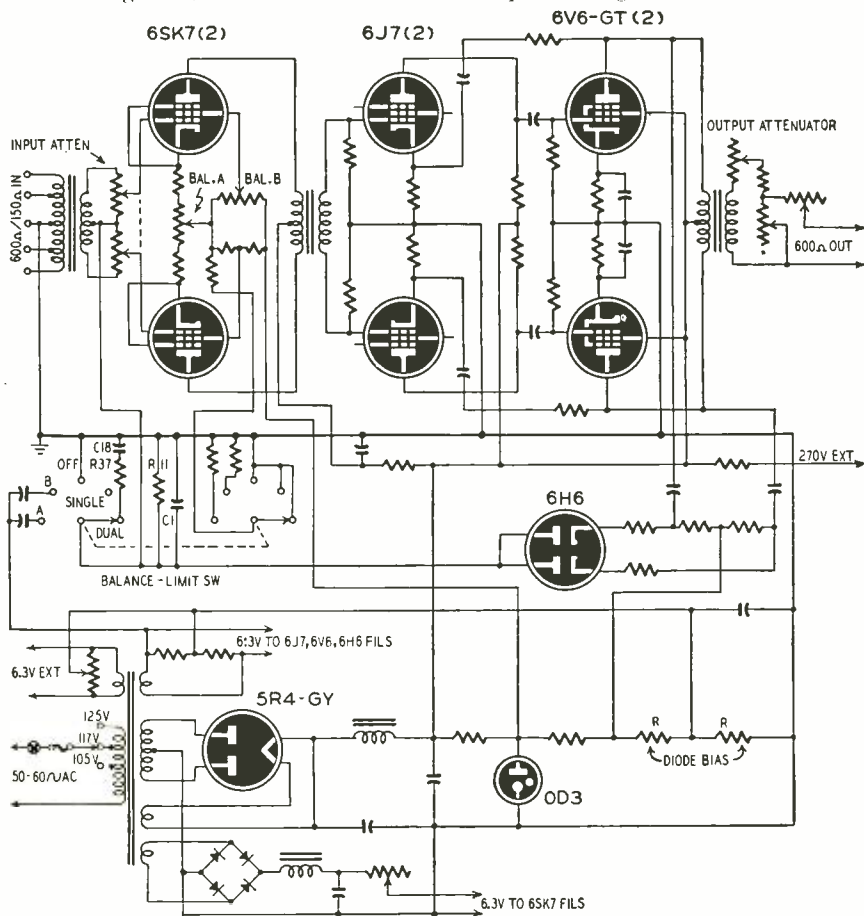 6SK7(2)
6J7(2)
6V6-GT(2)
INPUT ATTEN
BAL.A
BAL.B
OUTPUT ATTENUATOR
600Ω/150Ω IN
600Ω OUT
C18
OFF
R37
R11
B
SINGLE
A
DUAL
C1
270V EXT
6H6
BALANCE-LIMIT SW
6:3V TO 6J7,6V6,6H6 FILS
6.3V EXT
5R4-GY
125V
117V
105V
50-60∿AC
R
R
DIODE BIAS
OD3
6.3V TO 6SK7 FILS